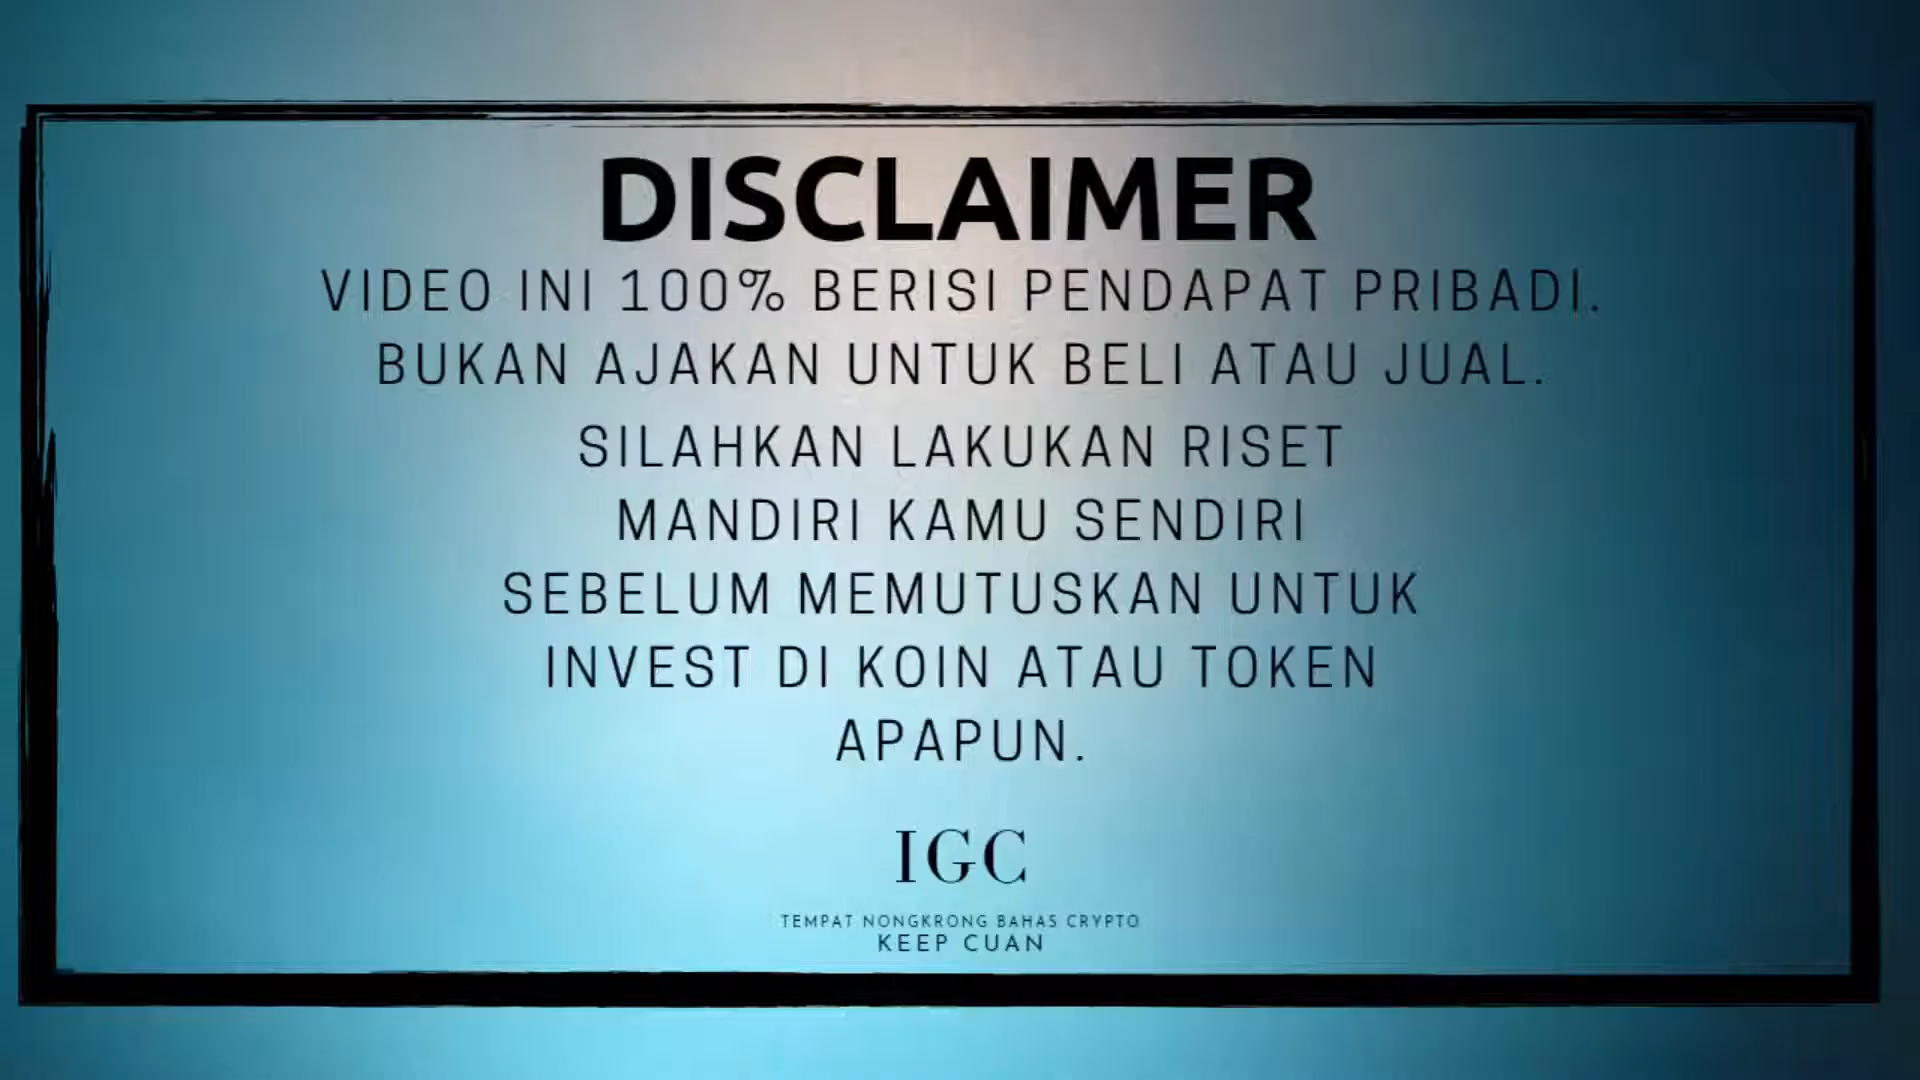 DISCLAIMER
VIDEO INI 100% BERISI PENDAPAT PRIBADI.
BUKAN AJAKAN UNTUK BELI ATAU JUAL.
SILAHKAN LAKUKAN RISET
MANDIRI KAMU SENDIRI
SEBELUM MEMUTUSKAN UNTUK
INVEST DI KOIN ATAU TOKEN
APAPUN.
IGC
TEMPAT NONGKRONG BAHAS CRYPTO
KEEP CUAN